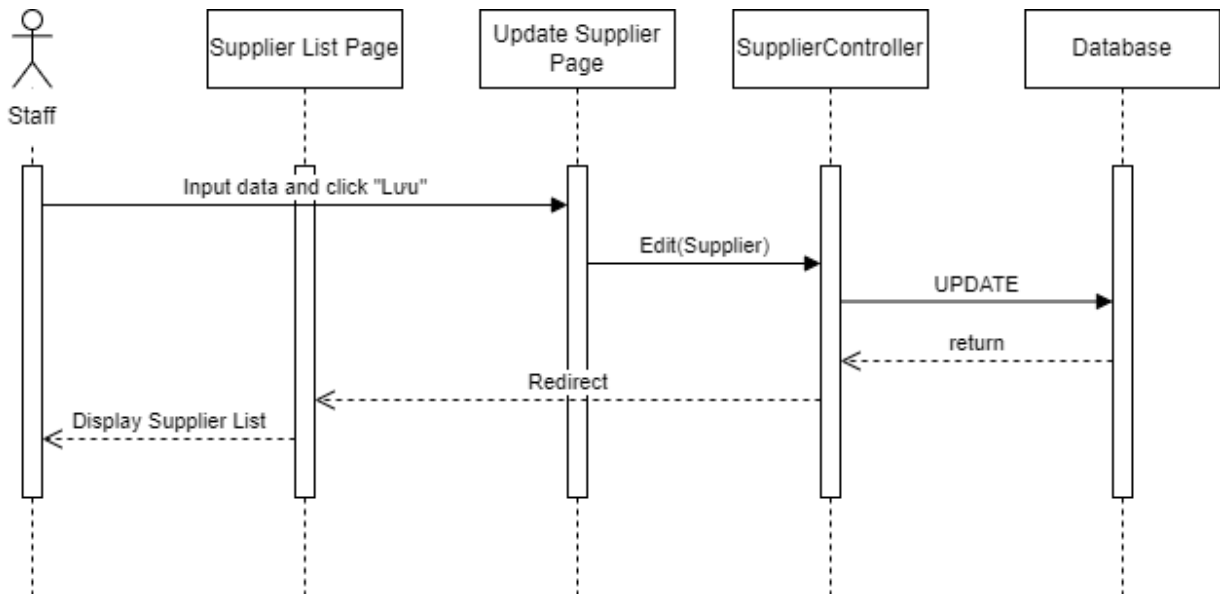 Supplier List Page
Update Supplier
Page
SupplierController
Database
Staff
Input data and click "Lưu"
Edit(Supplier)
UPDATE
return
Redirect
Display Supplier List